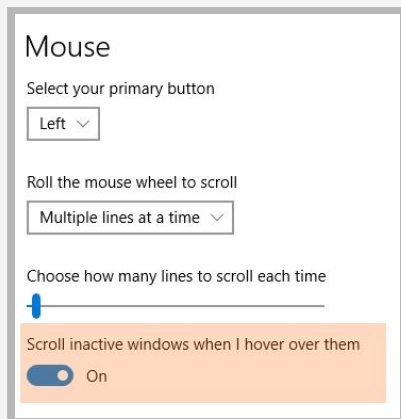 Mouse
Select your primary button
Left
Roll the mouse wheel to scroll
Multiple lines at a time
Choose how many lines to scroll each time
Scroll inactive windows when I hover over them
On